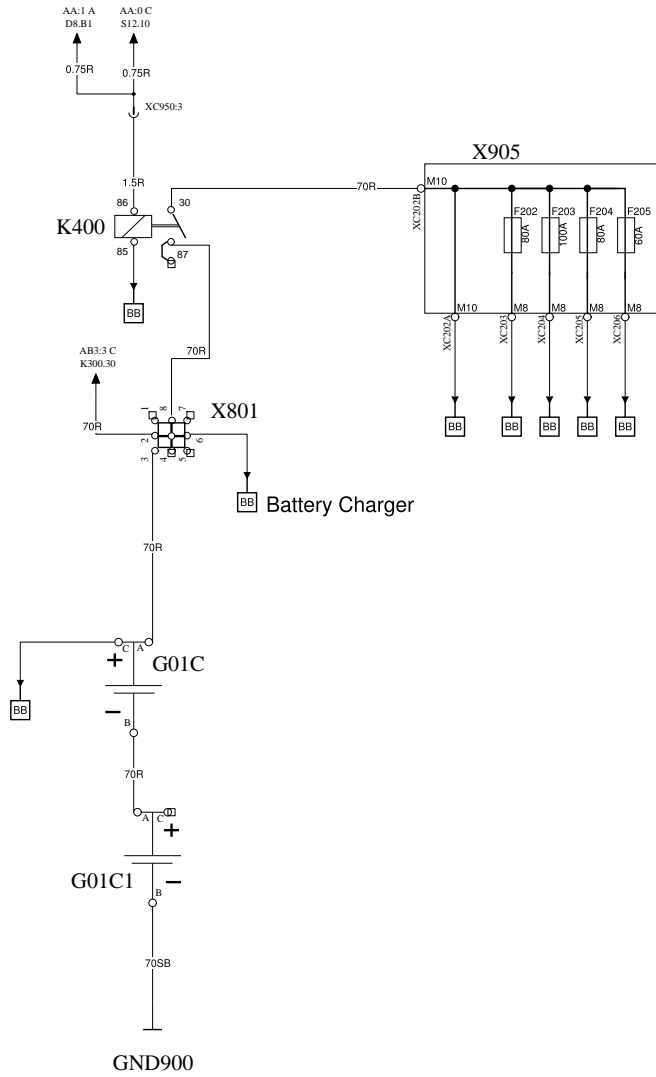 AA:1 A
D8.B1
AA:0 C
S12.10
0.75R
0.75R
XC950:3
1.5R
86
30
K400
85
87
BB
70R
X905
M10
XC202B
F202
80A
F203
100A
F204
80A
F205
60A
M10
M8
M8
M8
M8
XC202A
XC203
XC204
XC205
XC206
BB
BB
BB
BB
BB
70R
AB3:3 C
K300.30
70R
X801
1
8
7
2
6
3
4
5
BB
Battery Charger
70R
C
A
+
G01C
BB
−
B
70R
A
C
+
G01C1
−
B
70SB
GND900